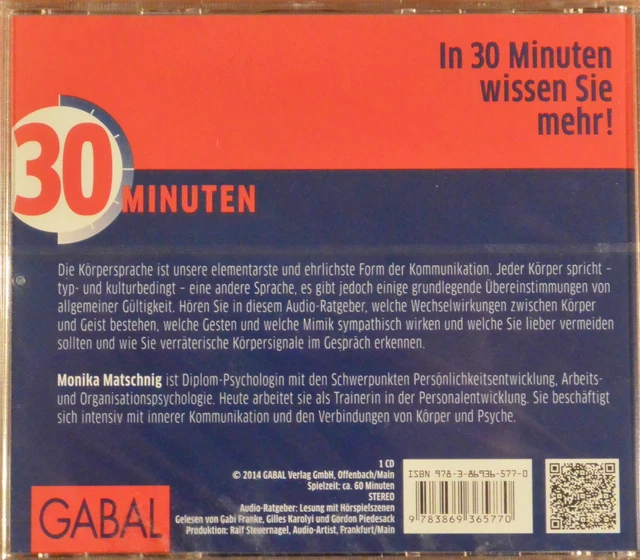 In 30 Minuten
wissen Sie
mehr!
30
MINUTEN
Die Körpersprache ist unsere elementarste und ehrlichste Form der Kommunikation. Jeder Körper spricht –
typ- und kulturbedingt – eine andere Sprache, es gibt jedoch einige grundlegende Übereinstimmungen von
allgemeiner Gültigkeit. Hören Sie in diesem Audio-Ratgeber, welche Wechselwirkungen zwischen Körper
und Geist bestehen, welche Gesten und welche Mimik sympathisch wirken und welche Sie lieber vermeiden
sollten und wie Sie verräterische Körpersignale im Gespräch erkennen.
Monika Matschnig ist Diplom-Psychologin mit den Schwerpunkten Persönlichkeitsentwicklung, Arbeits-
und Organisationspsychologie. Heute arbeitet sie als Trainerin in der Personalentwicklung. Sie beschäftigt
sich intensiv mit innerer Kommunikation und den Verbindungen von Körper und Psyche.
1 CD
© 2014 GABAL Verlag GmbH, Offenbach/Main
Spielzeit: ca. 60 Minuten
STEREO
Audio-Ratgeber: Lesung mit Hörspielszenen
Gelesen von Gabi Franke, Gilles Karolyi und Gordon Piedesack
Produktion: Ralf Steuernagel, Audio-Artist, Frankfurt/Main
GABAL
ISBN 978-3-86936-577-0
9 783869 365770